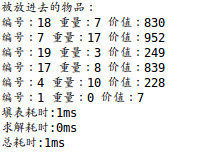 被放进去的物品：
编号：18 重量：7 价值：830
编号：7 重量：17 价值：952
编号：19 重量：3 价值：249
编号：17 重量：8 价值：839
编号：4 重量：10 价值：228
编号：1 重量：0 价值：7
填表耗时:1ms
求解耗时:0ms
总耗时:1ms